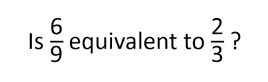 Is 6/9 equivalent to 2/3 ?